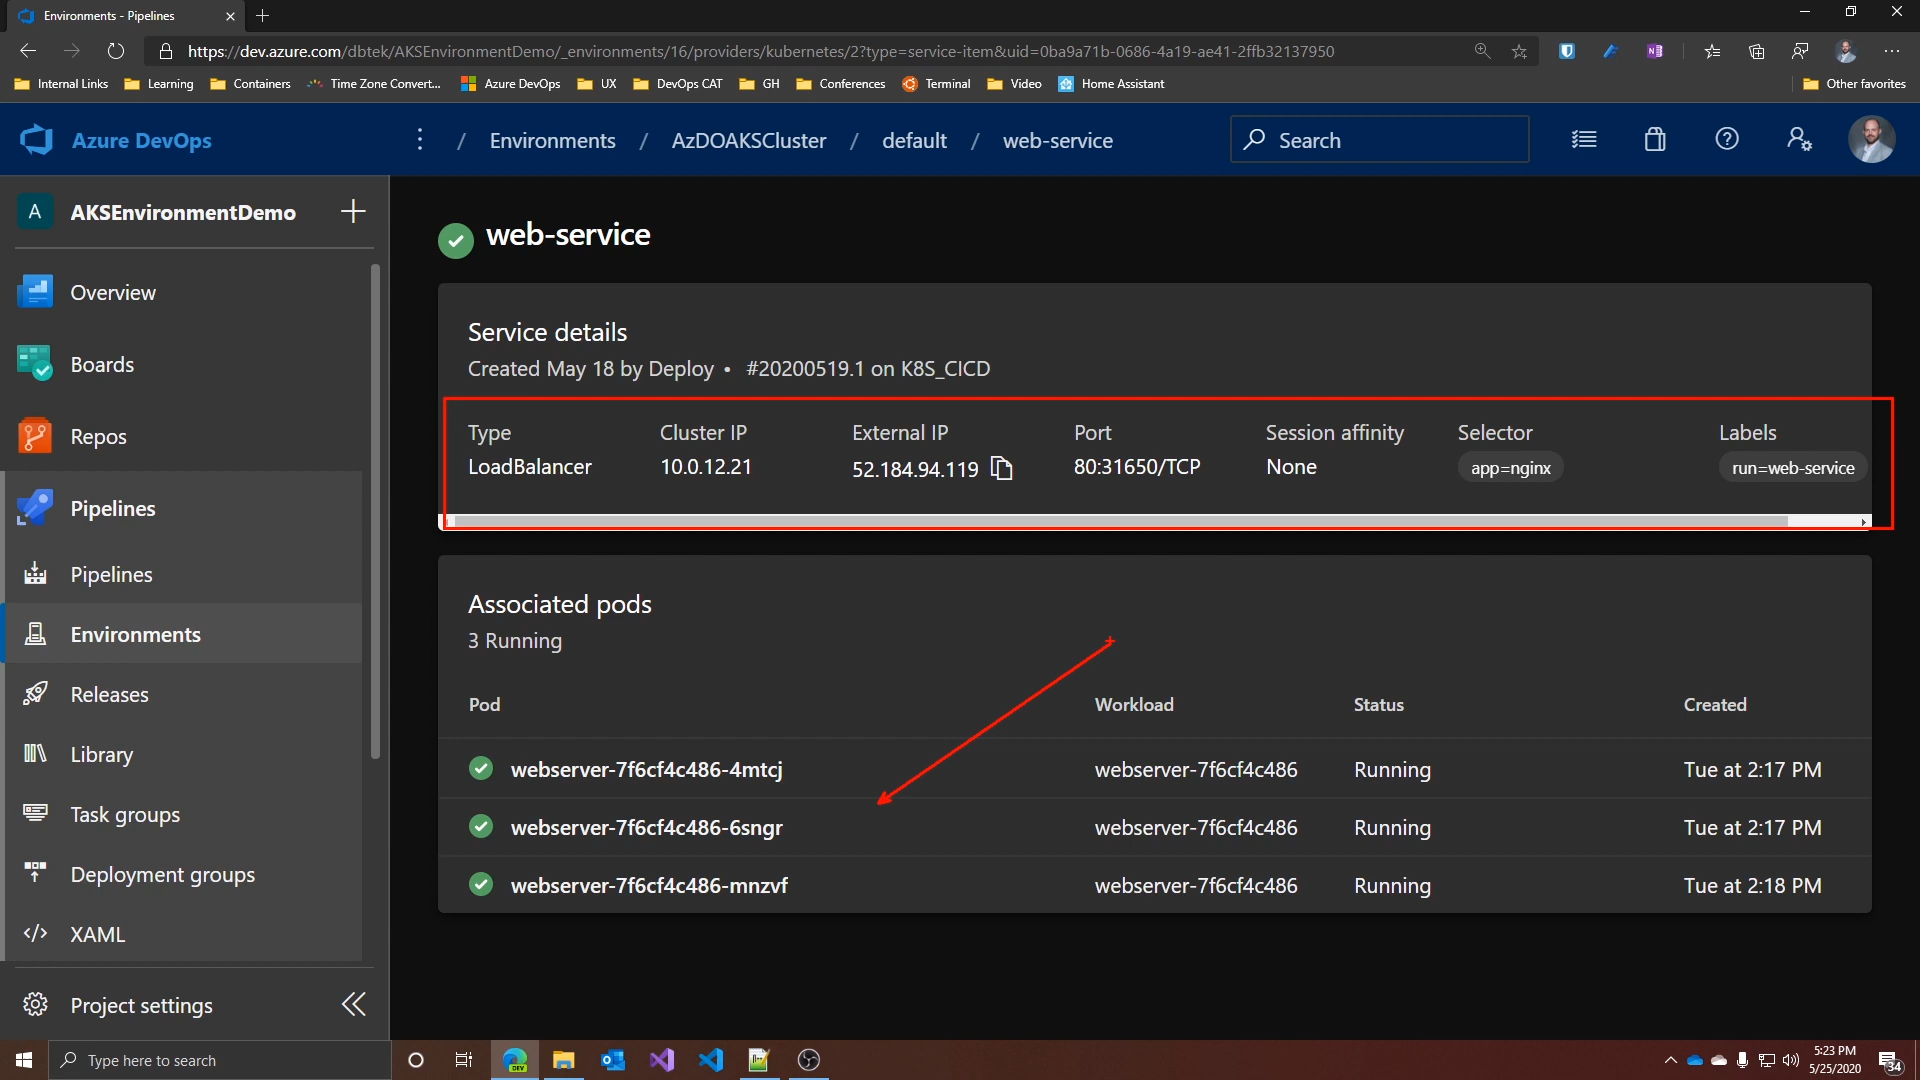 Environments - Pipelines
https://dev.azure.com/dbtek/AKSEnvironmentDemo/_environments/16/providers/kubernetes/2?type=service-item&uid=0ba9a71b-0686-4a19-ae41-2ffb32137950
Internal Links Learning Containers Time Zone Convert... Azure DevOps UX DevOps CAT GH Conferences Terminal Video Home Assistant Other favorites
Azure DevOps / Environments / AzDOAKSCluster / default / web-service Search
A AKSEnvironmentDemo
Overview
Boards
Repos
Pipelines
Pipelines
Environments
Releases
Library
Task groups
Deployment groups
XAML
Project settings
web-service
Service details
Created May 18 by Deploy • #20200519.1 on K8S_CICD
Type Cluster IP External IP Port Session affinity Selector Labels
LoadBalancer 10.0.12.21 52.184.94.119 80:31650/TCP None app=nginx run=web-service
Associated pods
3 Running
Pod Workload Status Created
webserver-7f6cf4c486-4mtcj webserver-7f6cf4c486 Running Tue at 2:17 PM
webserver-7f6cf4c486-6sngr webserver-7f6cf4c486 Running Tue at 2:17 PM
webserver-7f6cf4c486-mnzvf webserver-7f6cf4c486 Running Tue at 2:18 PM
Type here to search
DEV
5:23 PM
5/25/2020
34